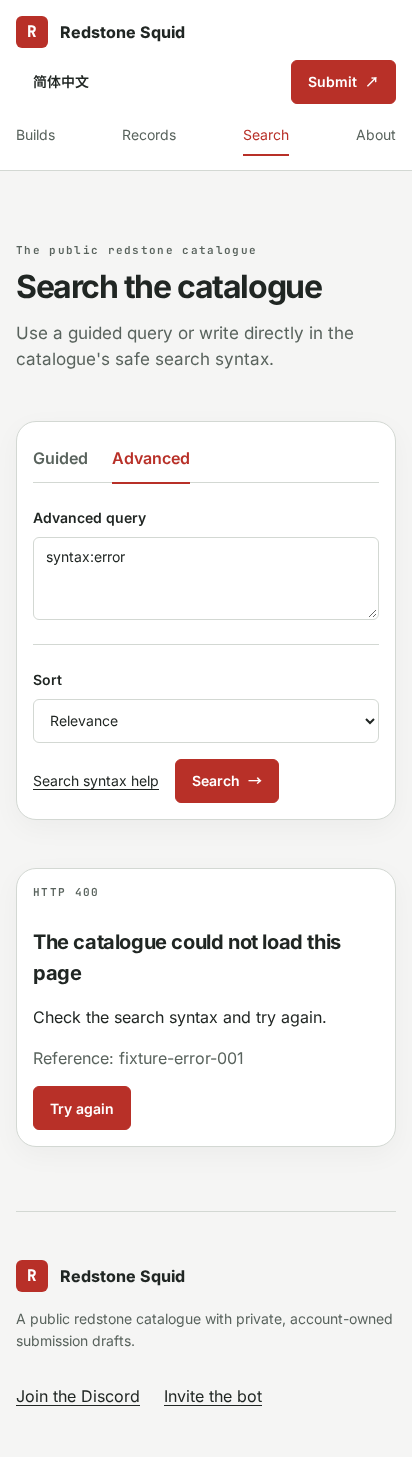 R Redstone Squid
简体中文 Submit ↗
Builds Records Search About
The public redstone catalogue
Search the catalogue
Use a guided query or write directly in the
catalogue's safe search syntax.
Guided Advanced
Advanced query
syntax:error
Sort
Relevance
Search syntax help Search →
HTTP 400
The catalogue could not load this
page
Check the search syntax and try again.
Reference: fixture-error-001
Try again
R Redstone Squid
A public redstone catalogue with private, account-owned
submission drafts.
Join the Discord Invite the bot